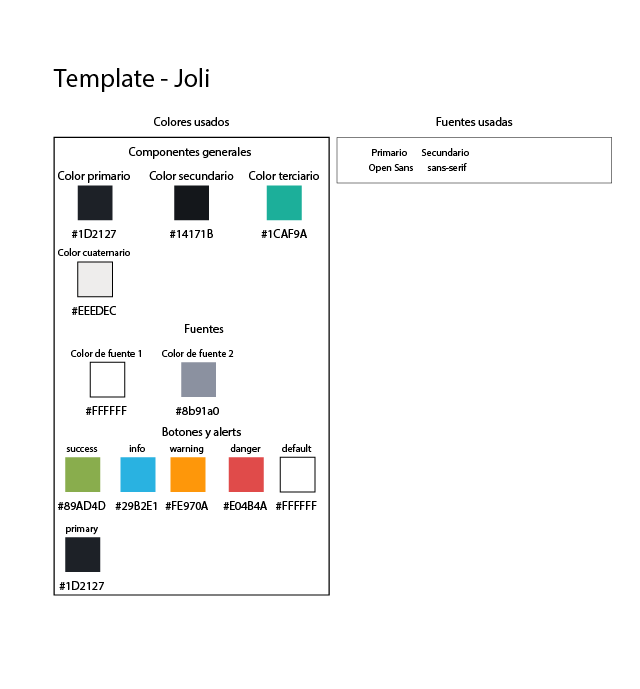 Template - Joli
Colores usados
Fuentes usadas
Componentes generales
Color primario Color secundario Color terciario
#1D2127 #14171B #1CAF9A
Color cuaternario
#EEEDEC
Fuentes
Color de fuente 1 Color de fuente 2
#FFFFFF #8b91a0
Botones y alerts
success info warning danger default
#89AD4D #29B2E1 #FE970A #E04B4A #FFFFFF
primary
#1D2127
Primario Secundario
Open Sans sans-serif